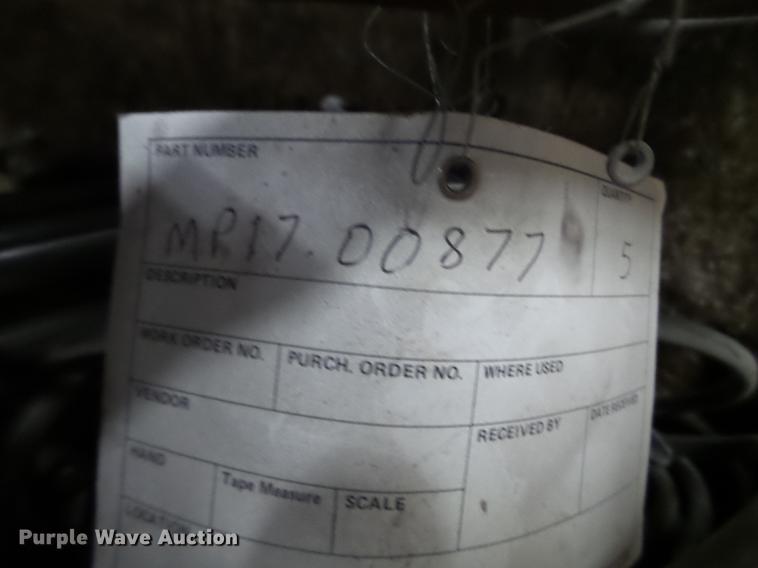 PART NUMBER QUANTITY
MR17.00877 5
DESCRIPTION
WORK ORDER NO. PURCH. ORDER NO. WHERE USED
VENDOR RECEIVED BY DATE RECEIVED
HAND Tape Measure SCALE
LOCATION
Purple Wave Auction